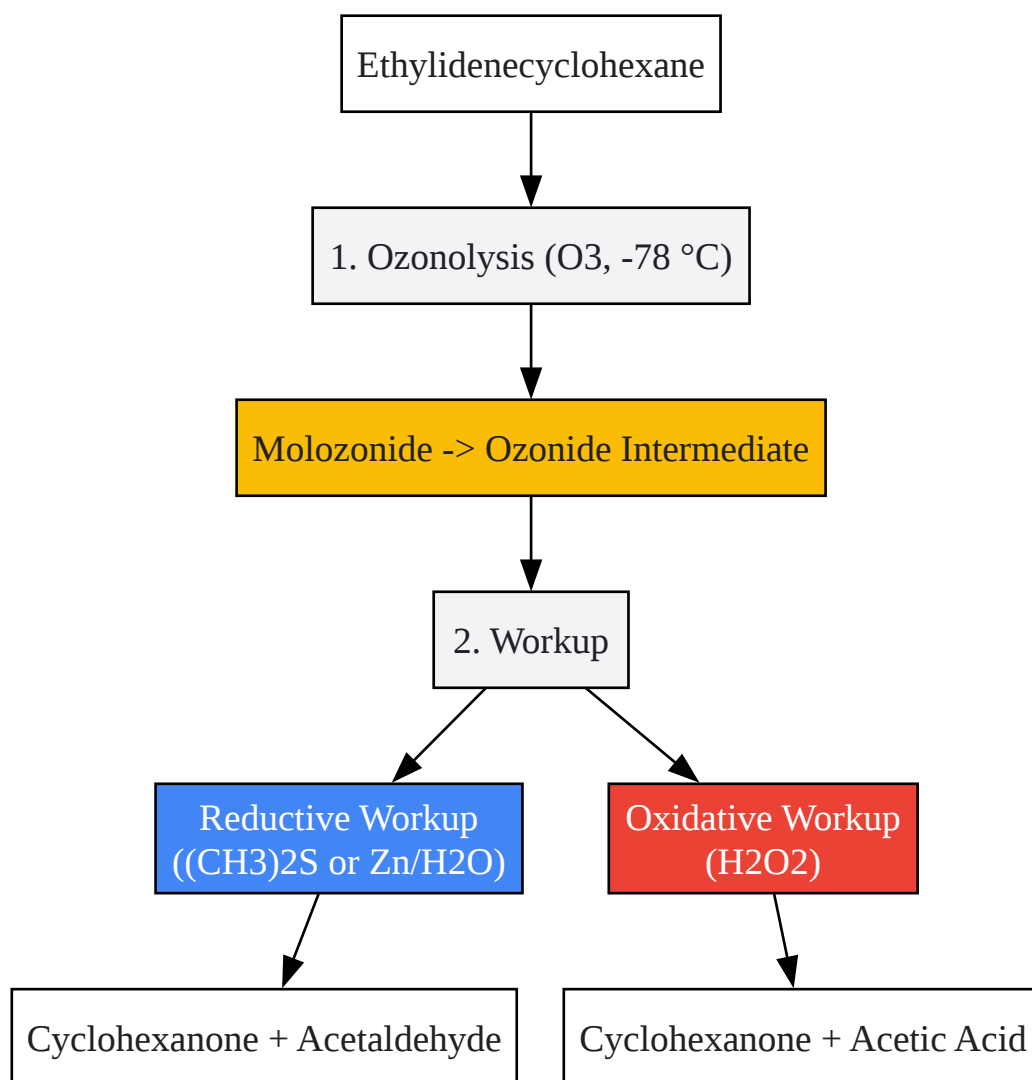 Ethylidenecyclohexane
1. Ozonolysis (O3, -78 °C)
Molozonide -> Ozonide Intermediate
2. Workup
Reductive Workup
((CH3)2S or Zn/H2O)
Oxidative Workup
(H2O2)
Cyclohexanone + Acetaldehyde
Cyclohexanone + Acetic Acid